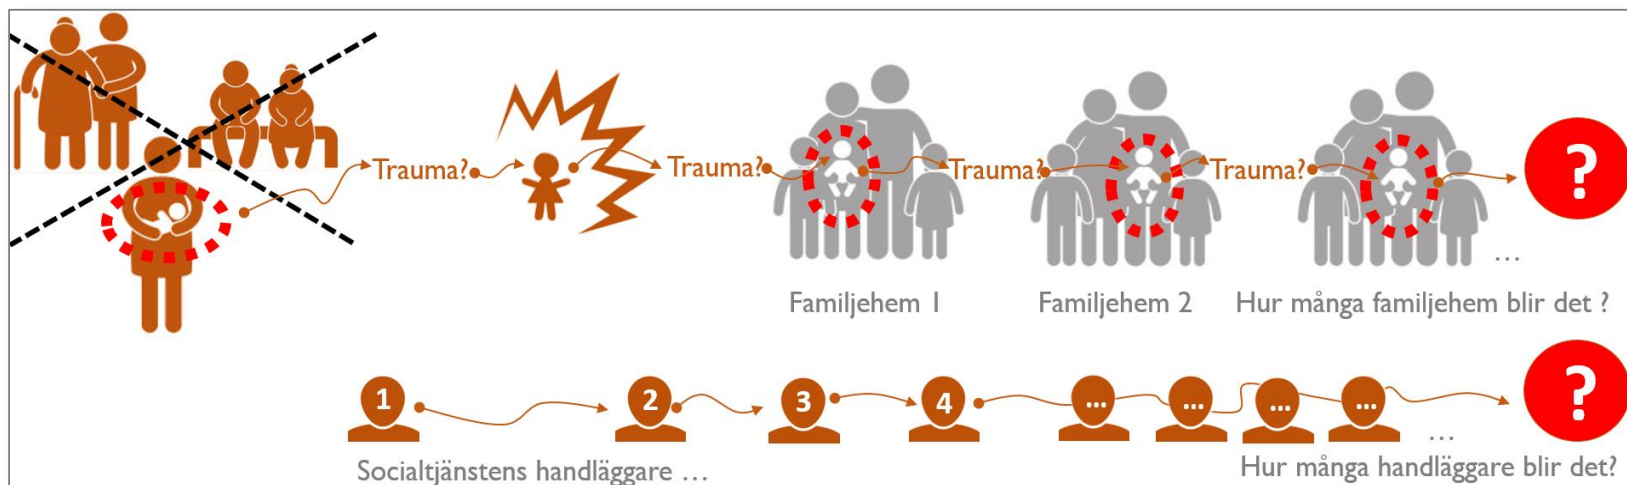 Trauma?
Trauma?
Trauma?
Trauma?
?
...
Familjehem 1
Familjehem 2
Hur många familjehem blir det ?
1
2
3
4
...
...
...
...
...
?
Socialtjänstens handläggare ...
Hur många handläggare blir det?